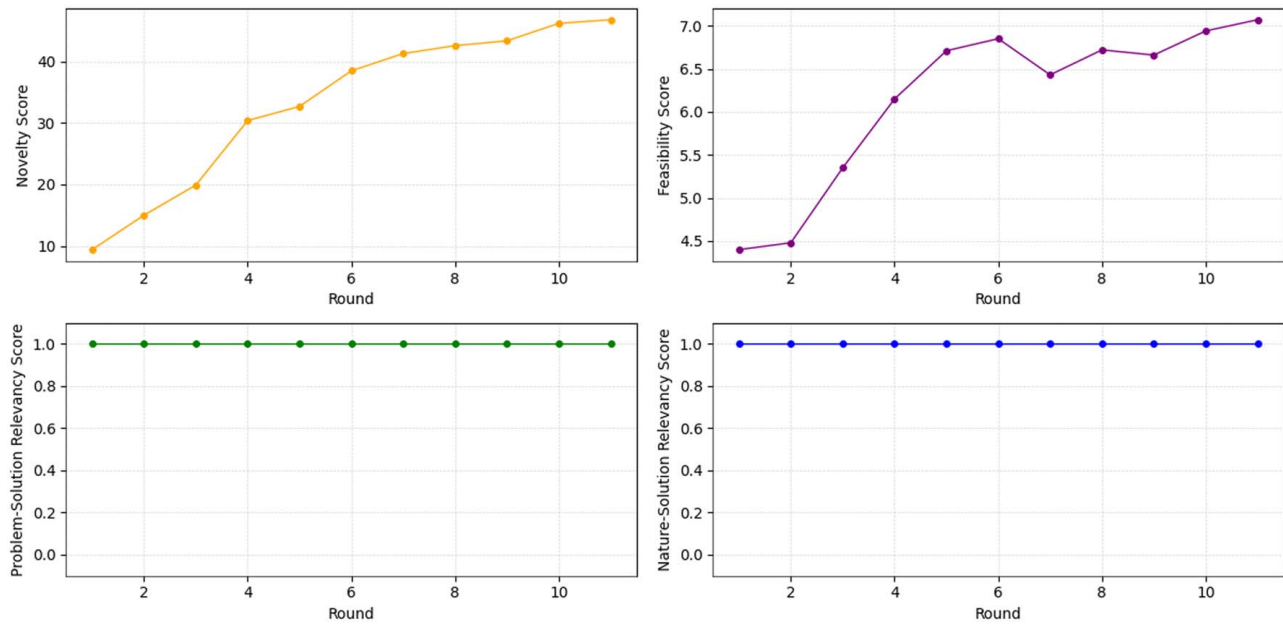 Novelty Score
40
30
20
10
2 4 6 8 10
Round
Feasibility Score
7.0
6.5
6.0
5.5
5.0
4.5
2 4 6 8 10
Round
Problem-Solution Relevancy Score
1.0
0.8
0.6
0.4
0.2
0.0
2 4 6 8 10
Round
Nature-Solution Relevancy Score
1.0
0.8
0.6
0.4
0.2
0.0
2 4 6 8 10
Round